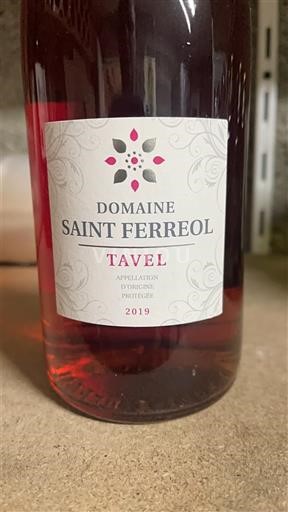 DOMAINE
SAINT FERREOL
TAVEL
APPELLATION
D'ORIGINE
PROTÉGÉE
2019